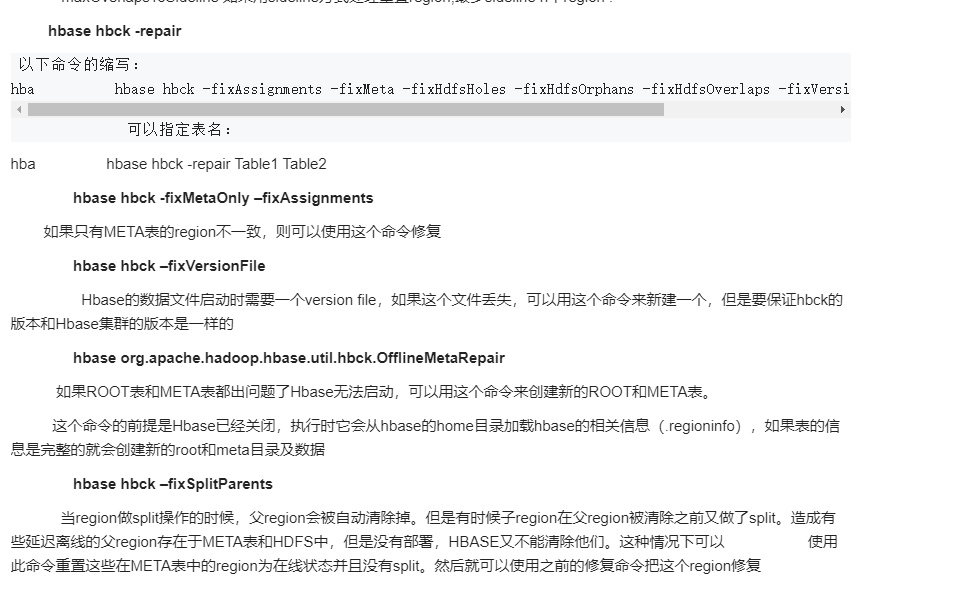 hbase hbck -repair
以下命令的缩写：
hba hbase hbck -fixAssignments -fixMeta -fixHdfsHoles -fixHdfsOrphans -fixHdfsOverlaps -fixVersi
可以指定表名：
hba hbase hbck -repair Table1 Table2
hbase hbck -fixMetaOnly –fixAssignments
如果只有META表的region不一致，则可以使用这个命令修复
hbase hbck –fixVersionFile
Hbase的数据文件启动时需要一个version file，如果这个文件丢失，可以用这个命令来新建一个，但是要保证hbck的
版本和Hbase集群的版本是一样的
hbase org.apache.hadoop.hbase.util.hbck.OfflineMetaRepair
如果ROOT表和META表都出问题了Hbase无法启动，可以用这个命令来创建新的ROOT和META表。
这个命令的前提是Hbase已经关闭，执行时它会从hbase的home目录加载hbase的相关信息（.regioninfo），如果表的信
息是完整的就会创建新的root和meta目录及数据
hbase hbck –fixSplitParents
当region做split操作的时候，父region会被自动清除掉。但是有时候子region在父region被清除之前又做了split。造成有
些延迟离线的父region存在于META表和HDFS中，但是没有部署，HBASE又不能清除他们。这种情况下可以 使用
此命令重置这些在META表中的region为在线状态并且没有split。然后就可以使用之前的修复命令把这个region修复